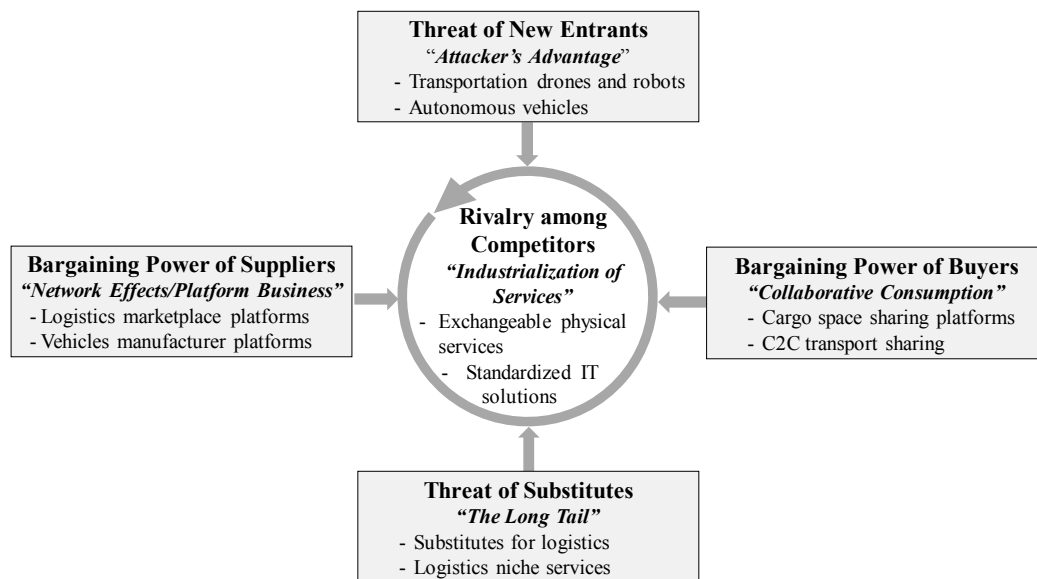 Threat of New Entrants
“Attacker’s Advantage”
- Transportation drones and robots
- Autonomous vehicles
Bargaining Power of Suppliers
“Network Effects/Platform Business”
- Logistics marketplace platforms
- Vehicles manufacturer platforms
Rivalry among
Competitors
“Industrialization of
Services”
- Exchangeable physical
services
- Standardized IT
solutions
Bargaining Power of Buyers
“Collaborative Consumption”
- Cargo space sharing platforms
- C2C transport sharing
Threat of Substitutes
“The Long Tail”
- Substitutes for logistics
- Logistics niche services